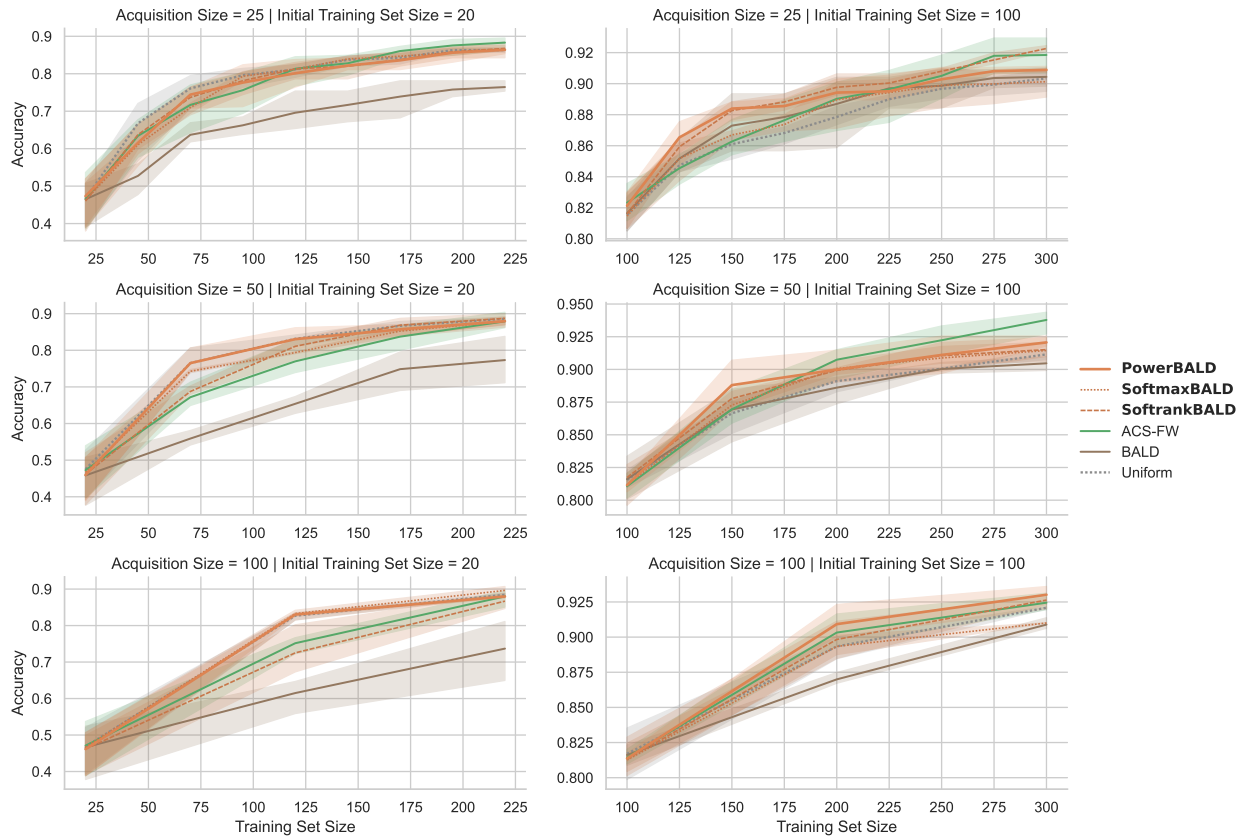 Acquisition Size = 25 | Initial Training Set Size = 20
Acquisition Size = 25 | Initial Training Set Size = 100
Accuracy
0.9
0.8
0.7
0.6
0.5
0.4
25 50 75 100 125 150 175 200 225
0.92
0.90
0.88
0.86
0.84
0.82
0.80
100 125 150 175 200 225 250 275 300
Acquisition Size = 50 | Initial Training Set Size = 20
Acquisition Size = 50 | Initial Training Set Size = 100
Accuracy
0.9
0.8
0.7
0.6
0.5
0.4
25 50 75 100 125 150 175 200 225
0.950
0.925
0.900
0.875
0.850
0.825
0.800
100 125 150 175 200 225 250 275 300
PowerBALD
SoftmaxBALD
SoftrankBALD
ACS-FW
BALD
Uniform
Acquisition Size = 100 | Initial Training Set Size = 20
Acquisition Size = 100 | Initial Training Set Size = 100
Accuracy
0.9
0.8
0.7
0.6
0.5
0.4
25 50 75 100 125 150 175 200 225
Training Set Size
0.925
0.900
0.875
0.850
0.825
0.800
100 125 150 175 200 225 250 275 300
Training Set Size